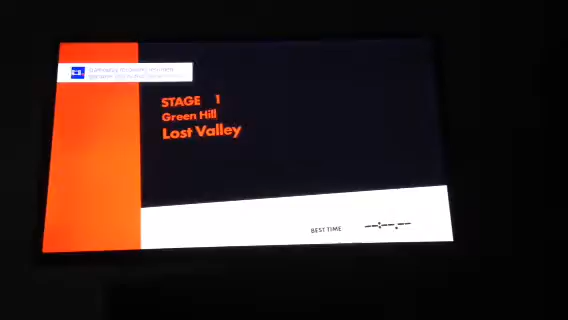 STAGE 1
Green Hill
Lost Valley
BEST TIME --:--.--